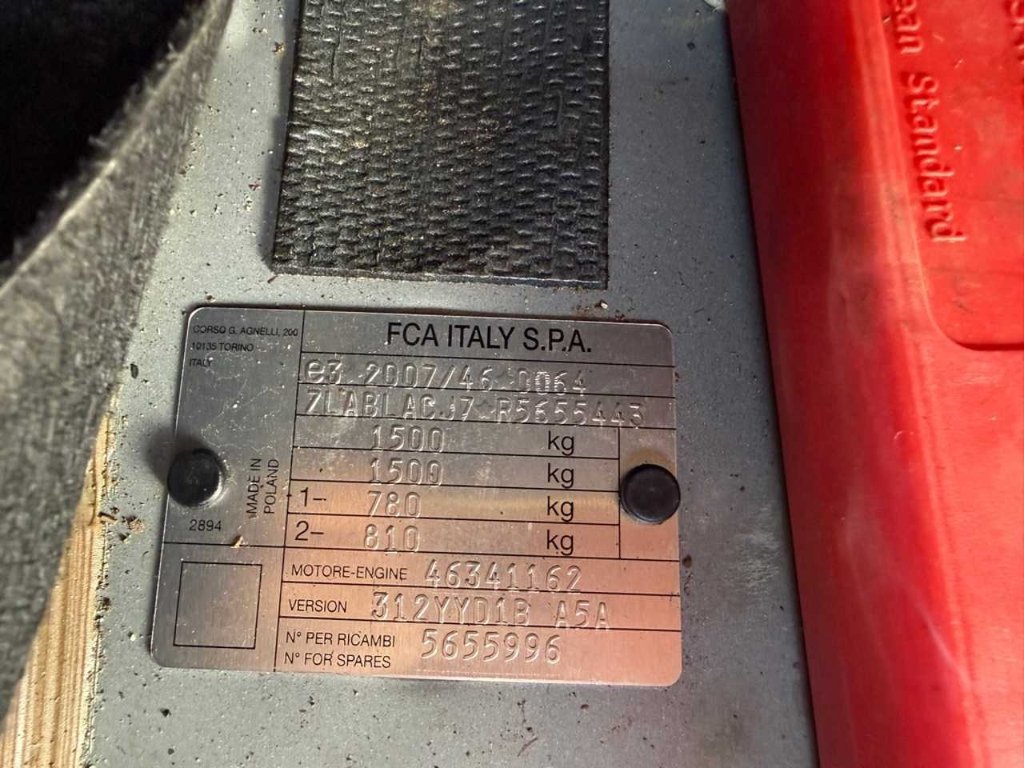 FCA ITALY S.P.A.
CORSO G. AGNELLI, 200
10135 TORINO
ITALY
e3 2007/46 0064
ZLABLACJ7 R5655443
1500 kg
1500 kg
1- 780 kg
2- 810 kg
MADE IN
POLAND
2894
MOTORE-ENGINE 46341162
VERSION 312YYD1B A5A
N° PER RICAMBI
N° FOR SPARES 5655996
ean Standard